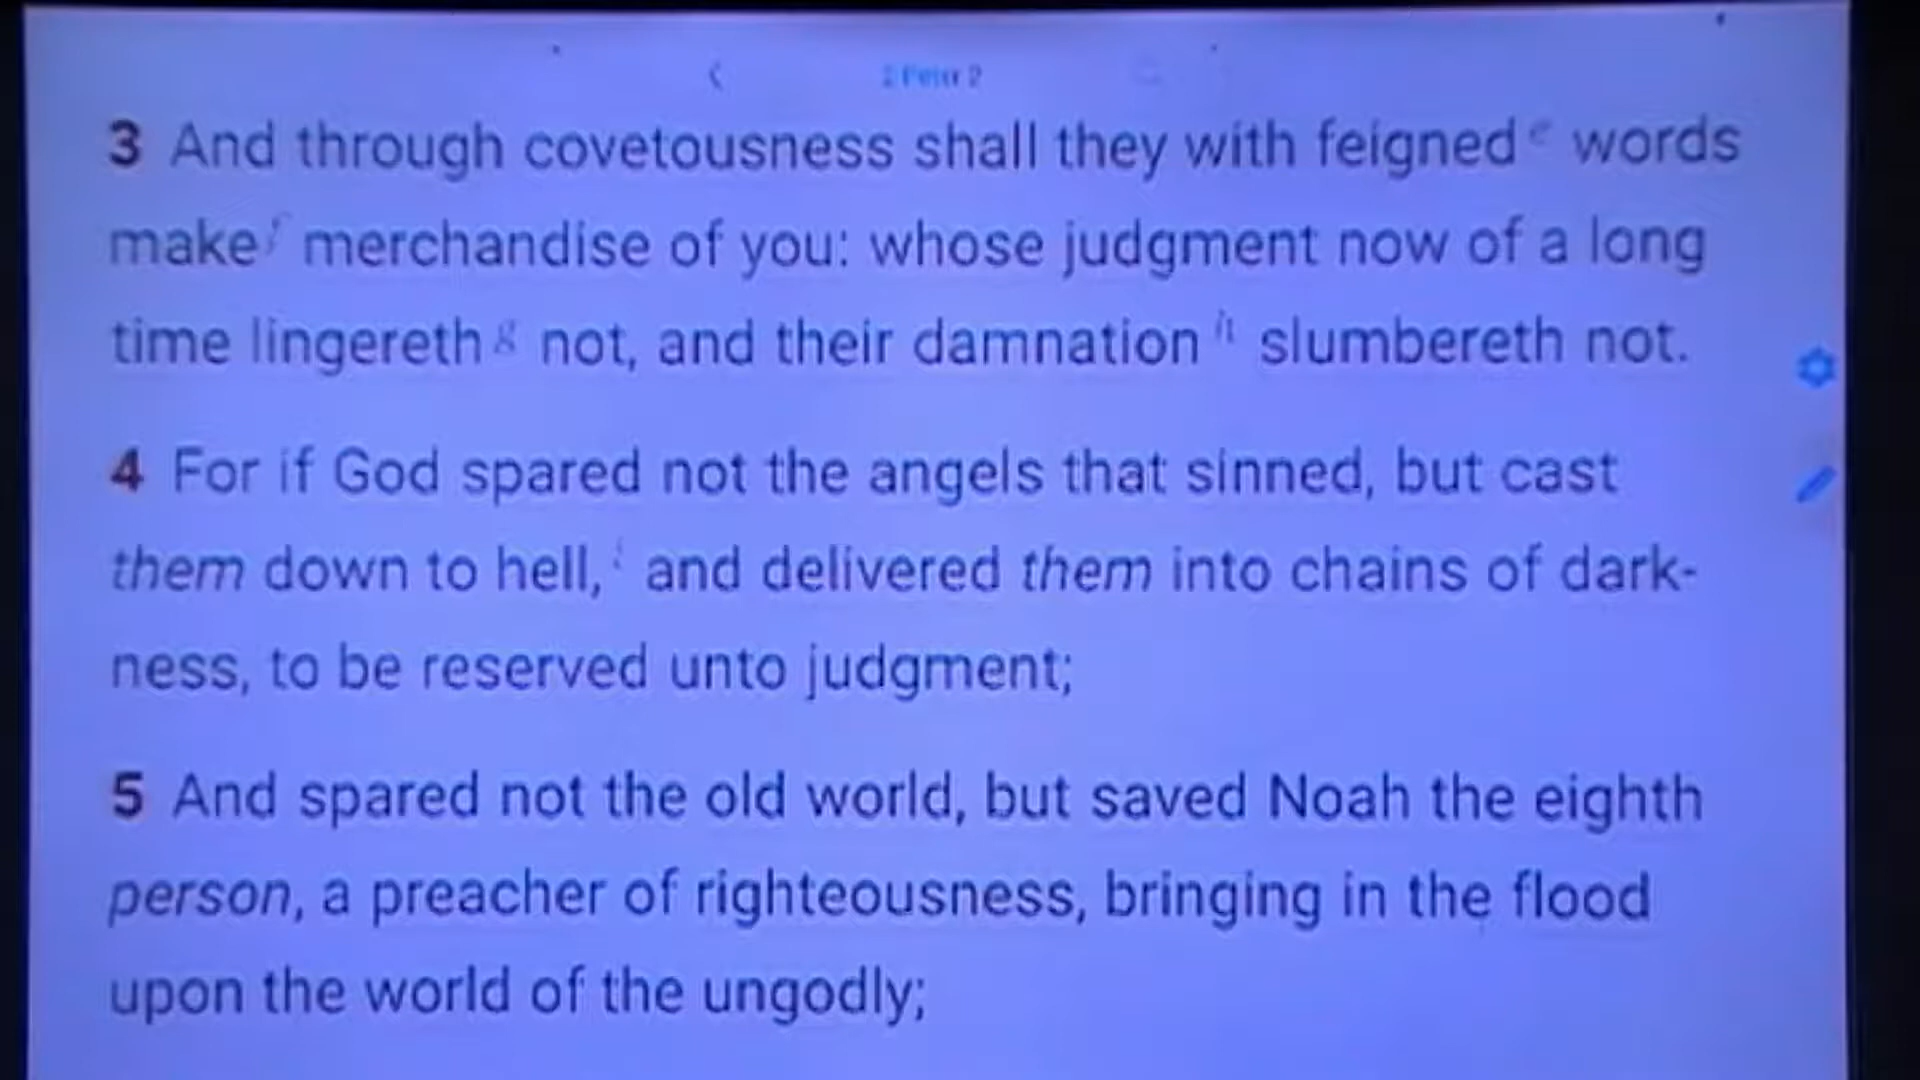 2 Peter 2
3 And through covetousness shall they with feigned e words
make f merchandise of you: whose judgment now of a long
time lingereth g not, and their damnation h slumbereth not.
4 For if God spared not the angels that sinned, but cast
them down to hell, i and delivered them into chains of dark-
ness, to be reserved unto judgment;
5 And spared not the old world, but saved Noah the eighth
person, a preacher of righteousness, bringing in the flood
upon the world of the ungodly;